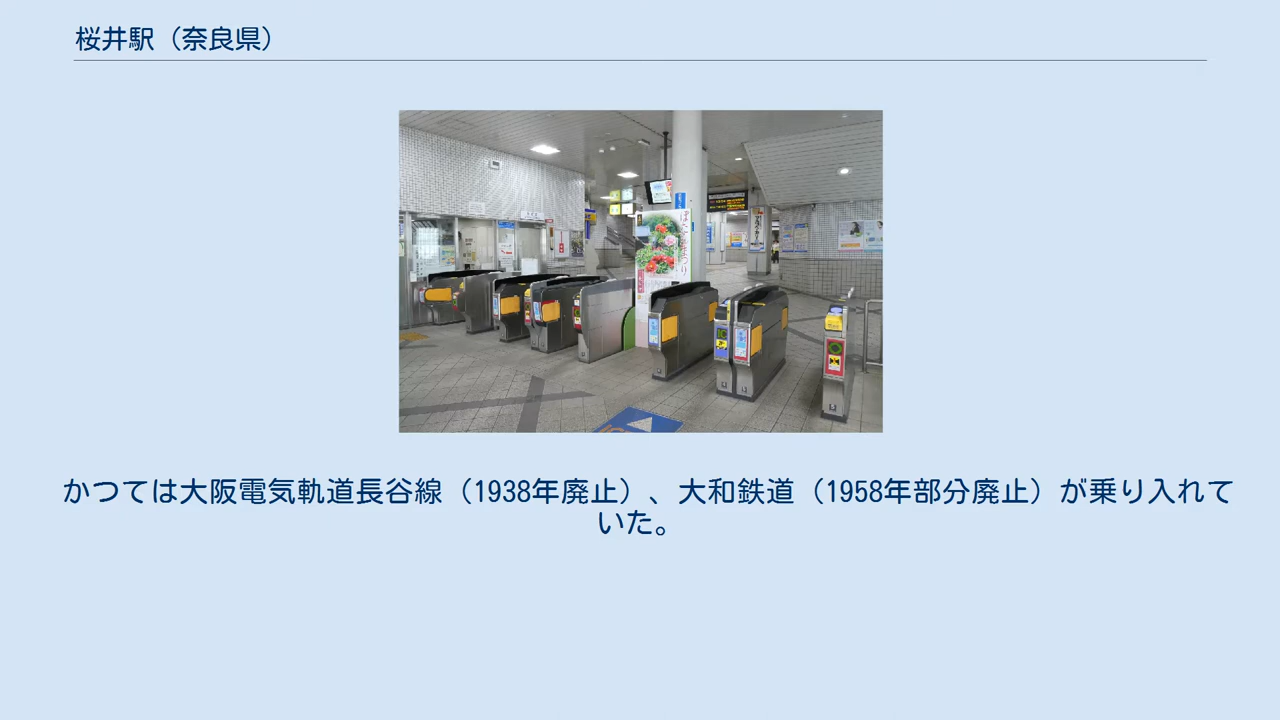 桜井駅（奈良県）
かつては大阪電気軌道長谷線（1938年廃止）、大和鉄道（1958年部分廃止）が乗り入れて
いた。